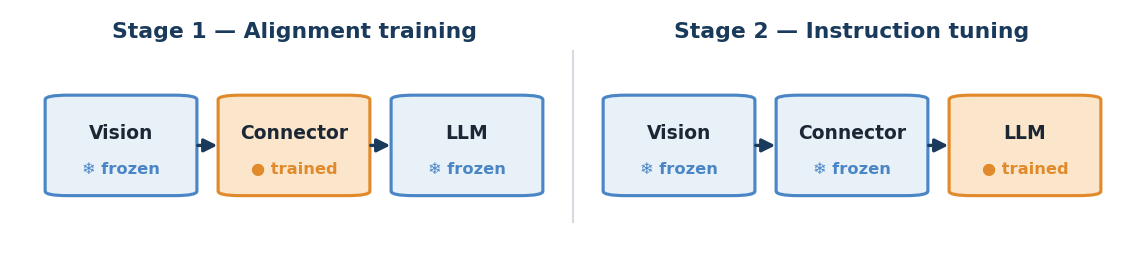 Stage 1 — Alignment training
Vision
❄ frozen
Connector
● trained
LLM
❄ frozen
Stage 2 — Instruction tuning
Vision
❄ frozen
Connector
❄ frozen
LLM
● trained